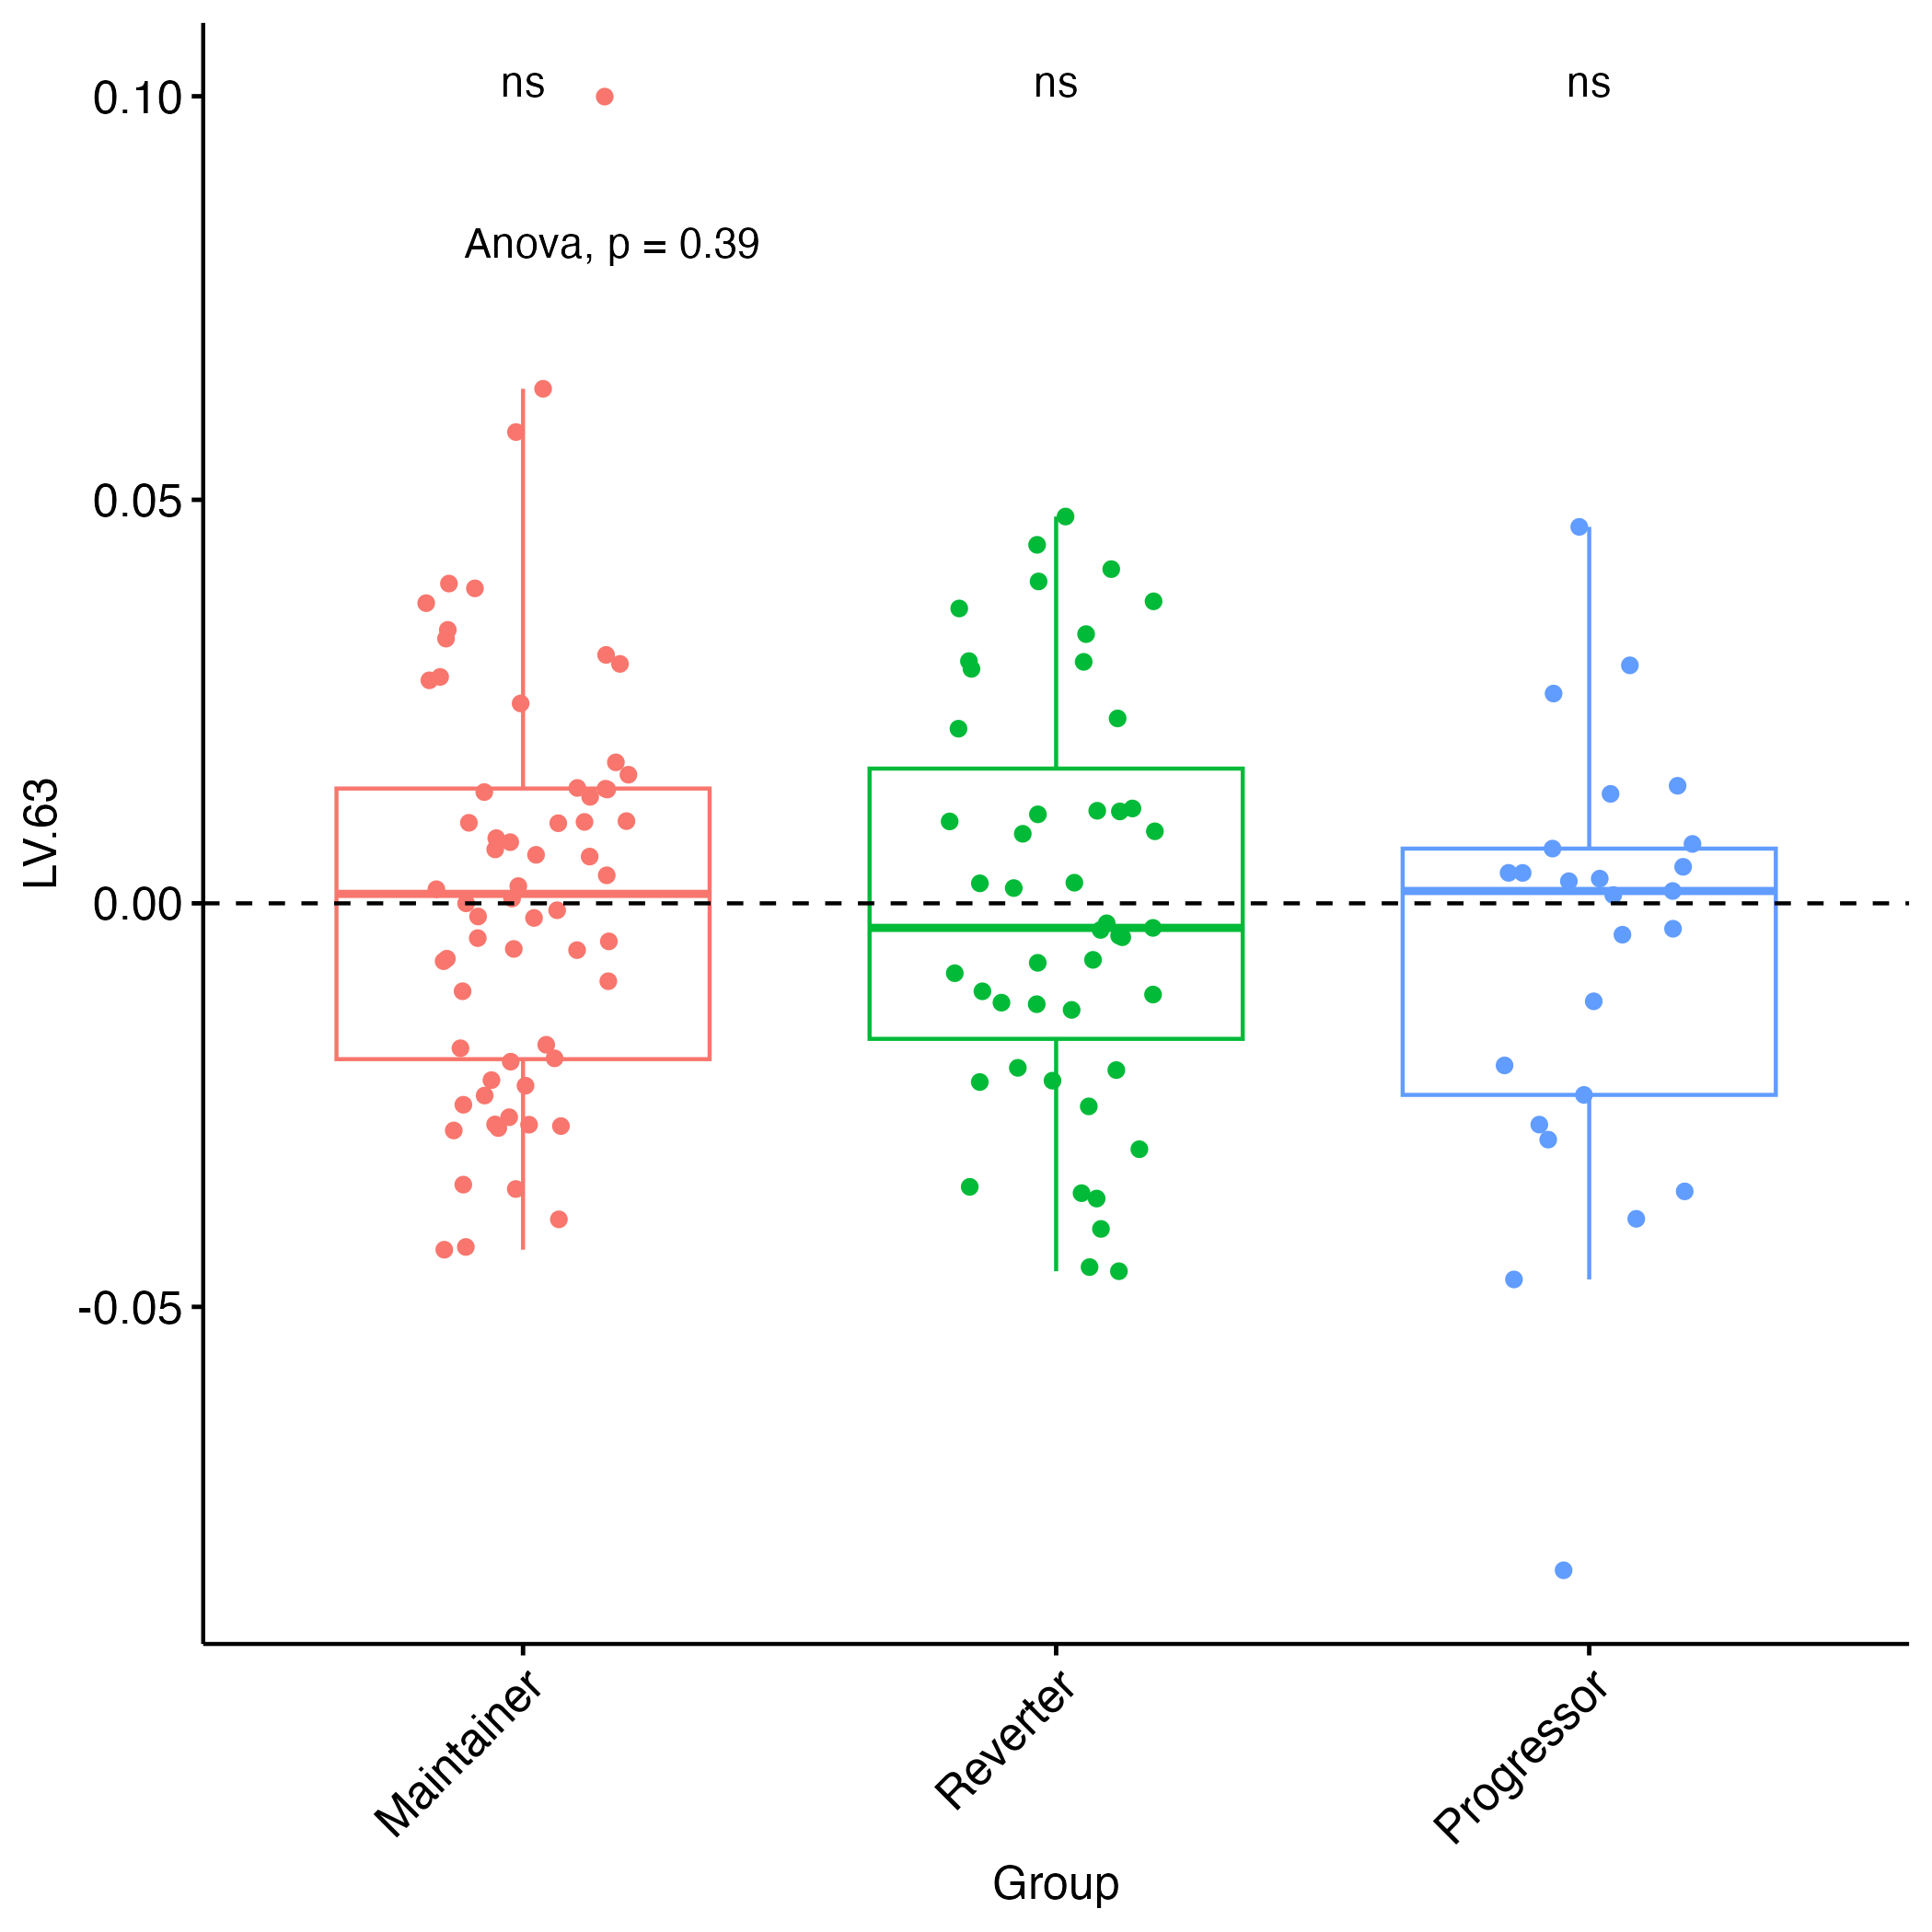 ns ns ns
Anova, p = 0.39
0.10
0.05
0.00
-0.05
LV.63
Maintainer Reverter Progressor
Group